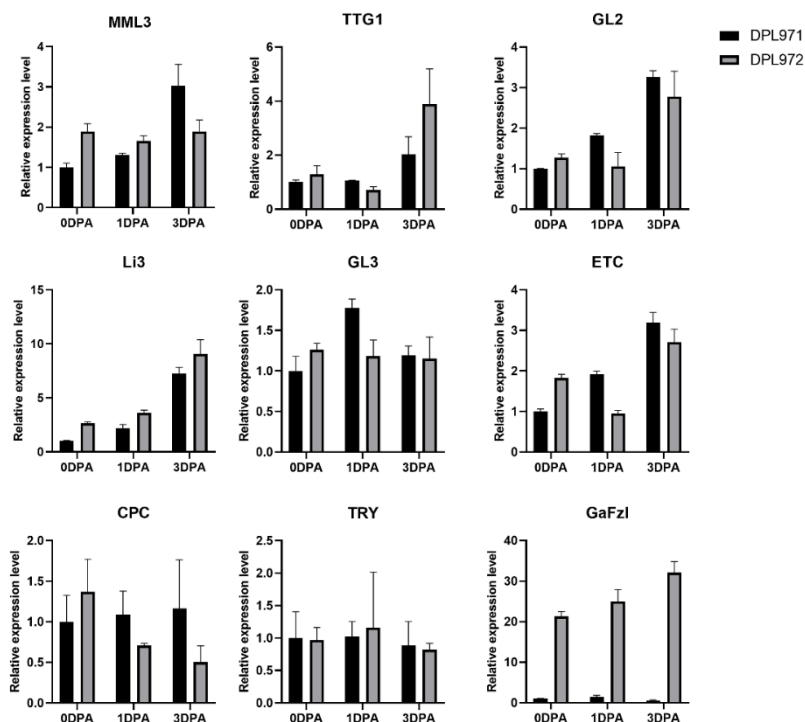 MML3
TTG1
GL2
DPL971
DPL972
Relative expression level
4
3
2
1
0
0DPA 1DPA 3DPA
Relative expression level
6
4
2
0
0DPA 1DPA 3DPA
Relative expression level
4
3
2
1
0
0DPA 1DPA 3DPA
Li3
GL3
ETC
Relative expression level
15
10
5
0
0DPA 1DPA 3DPA
Relative expression level
2.0
1.5
1.0
0.5
0.0
0DPA 1DPA 3DPA
Relative expression level
4
3
2
1
0
0DPA 1DPA 3DPA
CPC
TRY
GaFzl
Relative expression level
2.0
1.5
1.0
0.5
0.0
0DPA 1DPA 3DPA
Relative expression level
2.5
2.0
1.5
1.0
0.5
0.0
0DPA 1DPA 3DPA
Relative expression level
40
30
20
10
0
0DPA 1DPA 3DPA